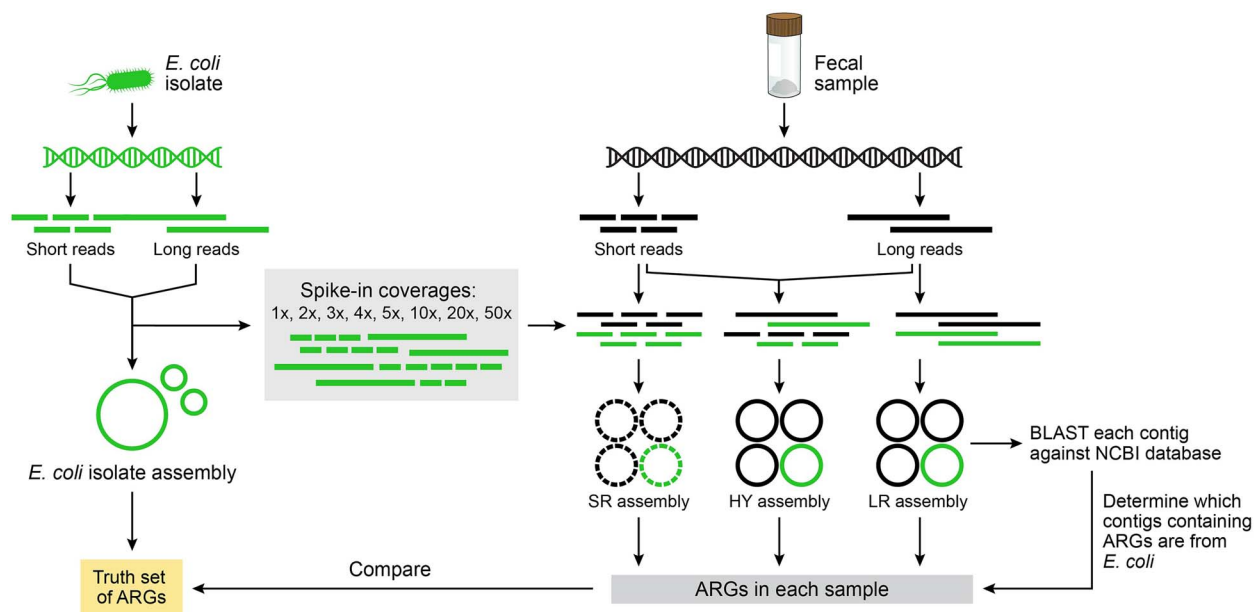 E. coli
isolate
Fecal
sample
Short reads
Long reads
Short reads
Long reads
Spike-in coverages:
1x, 2x, 3x, 4x, 5x, 10x, 20x, 50x
E. coli isolate assembly
SR assembly
HY assembly
LR assembly
BLAST each contig
against NCBI database
Determine which
contigs containing
ARGs are from
E. coli
Truth set
of ARGs
Compare
ARGs in each sample